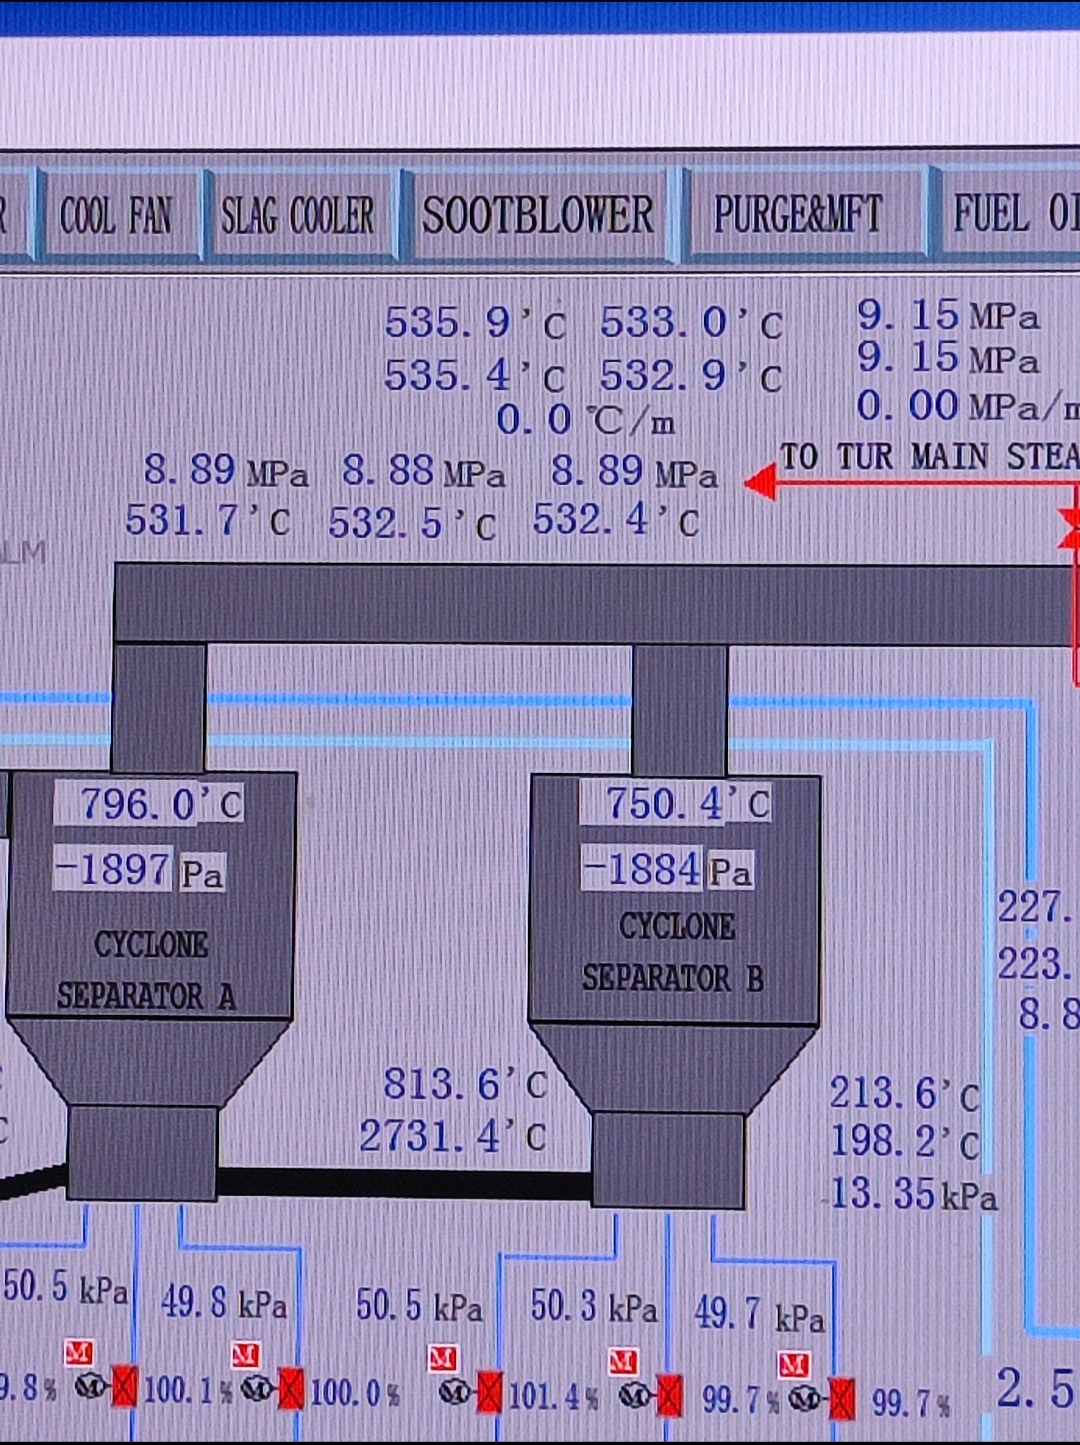 R COOL FAN SLAG COOLER SOOTBLOWER PURGE&MFT FUEL OI
535.9'C 533.0'C 9.15 MPa
535.4'C 532.9'C 9.15 MPa
0.0 ℃/m 0.00 MPa/m
TO TUR MAIN STEA
8.89 MPa 8.88 MPa 8.89 MPa
531.7'C 532.5'C 532.4'C
LM
796.0'C 750.4'C
-1897 Pa -1884 Pa
CYCLONE
SEPARATOR A
CYCLONE
SEPARATOR B
227.
223.
8.8
813.6'C
2731.4'C
C
C
213.6'C
198.2'C
13.35 kPa
50.5 kPa 49.8 kPa 50.5 kPa 50.3 kPa 49.7 kPa
M M M M M
9.8% M 100.1% M 100.0% M 101.4% M 99.7% M 99.7%
2.5